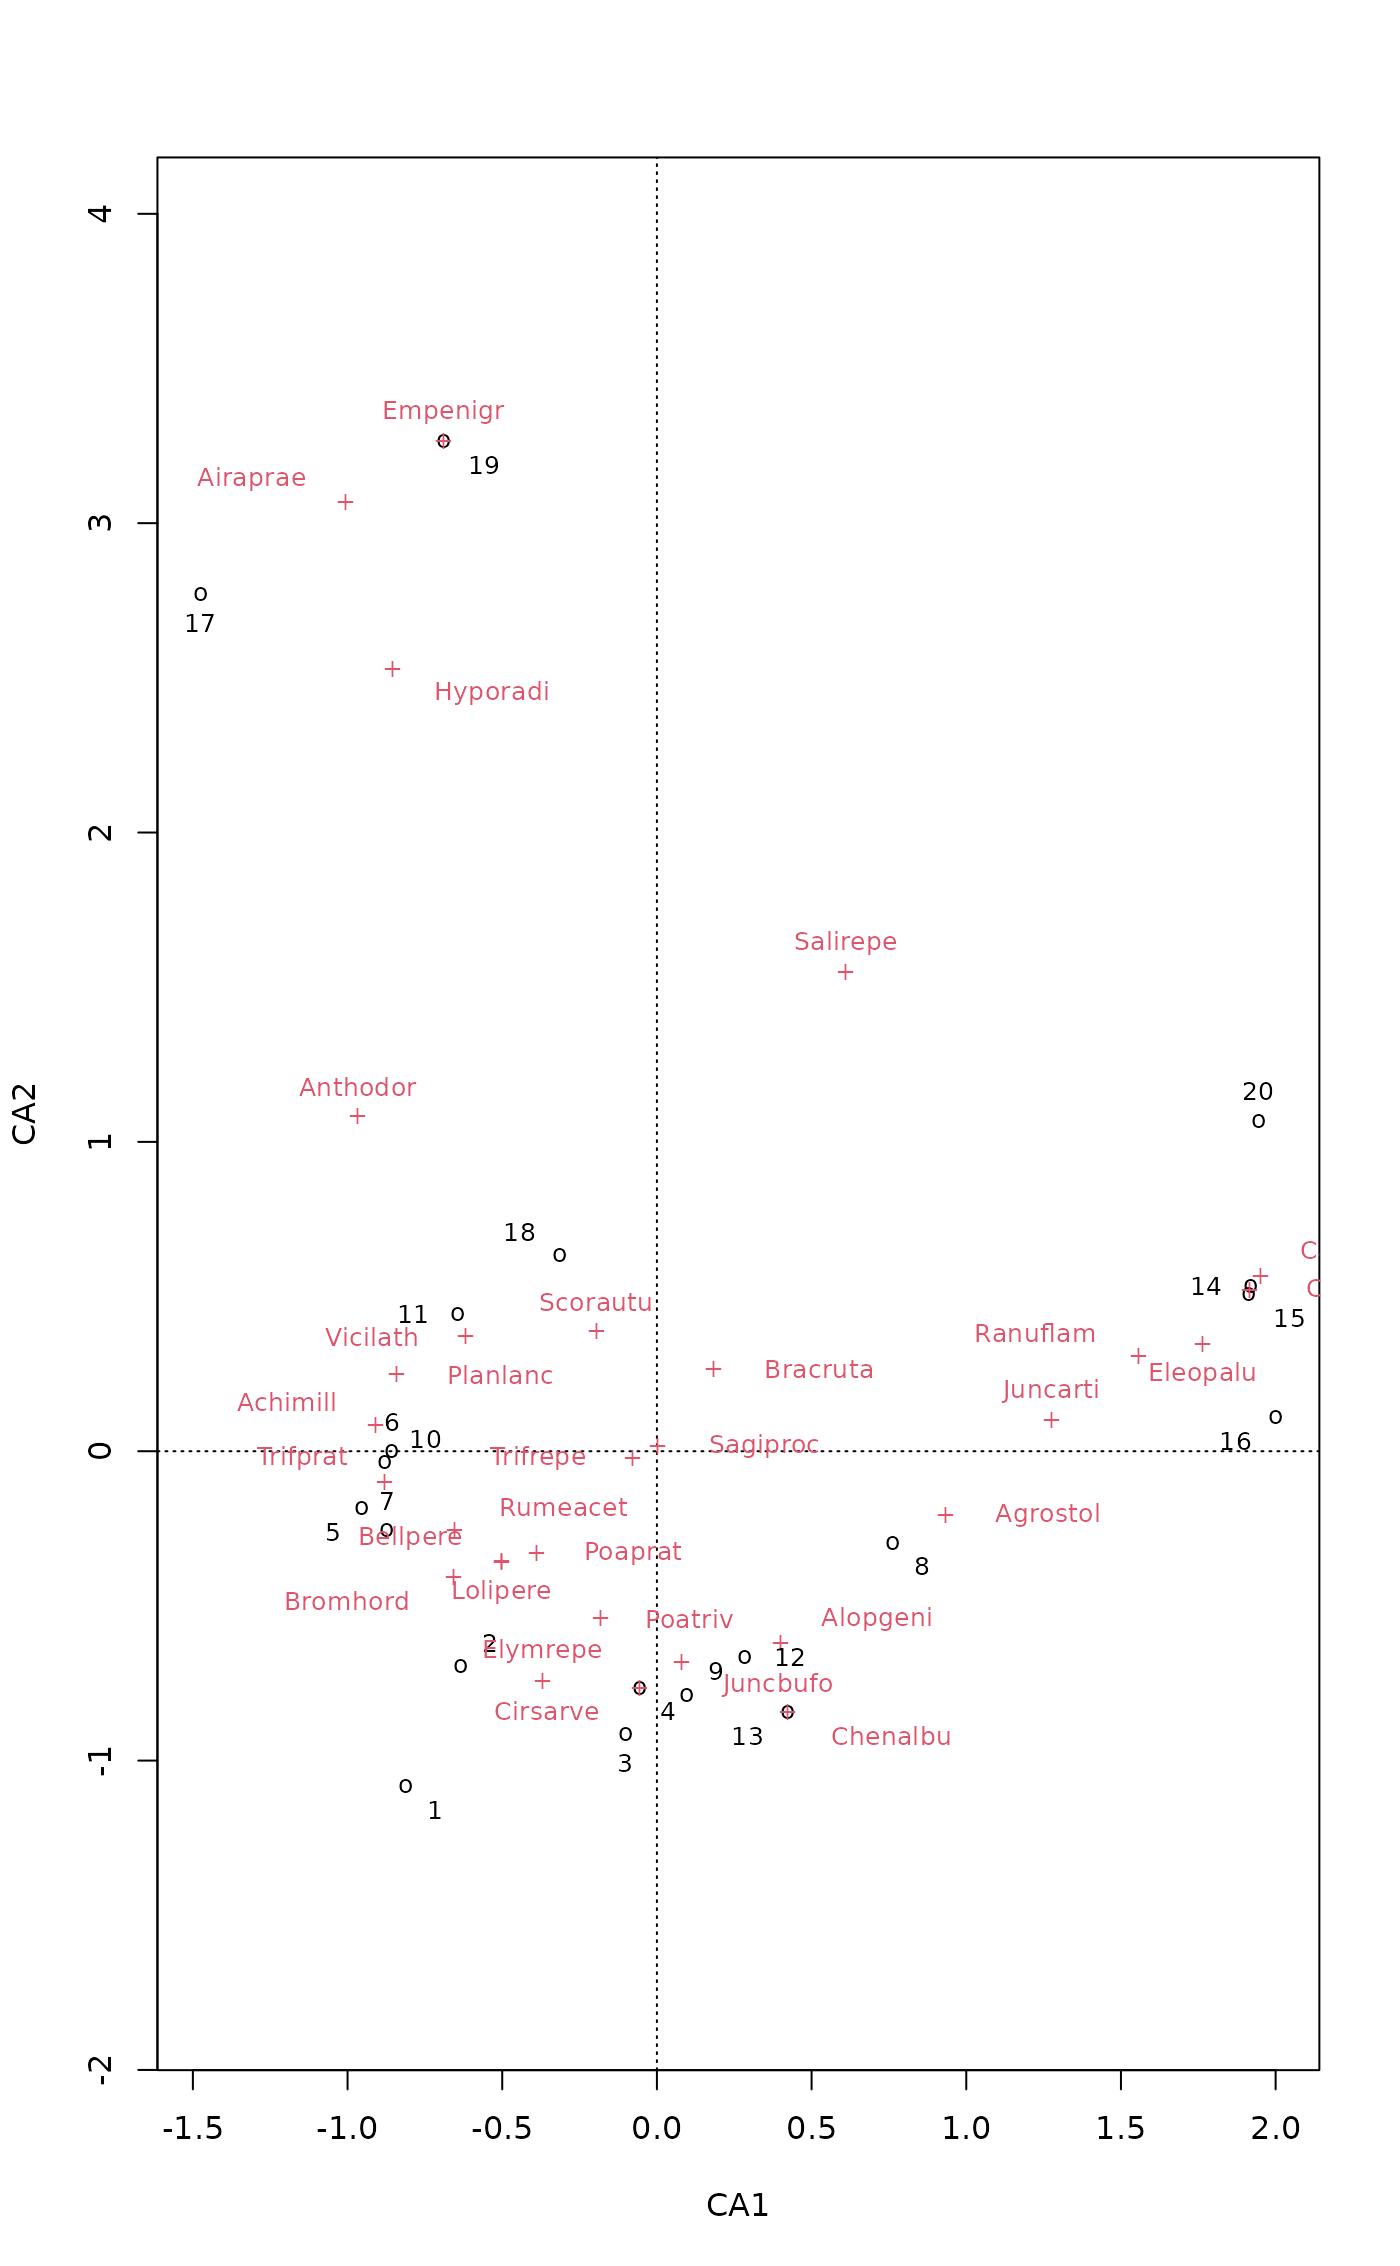 4
Empenigr
19
Airaprae
3
17
Hyporadi
2
Salirepe
CA2
Anthodor
20
1
18
C
14
C
Scorautu
11
15
Vicilath
Ranuflam
Planlanc
Bracruta
Eleopalu
Achimill
Juncarti
6
10
16
Sagiproc
0
Trifprat
Trifrepe
7
Rumeacet
Agrostol
5
Bellpere
Poaprat
8
Lolipere
Bromhord
Poatriv
Alopgeni
2
Elymrepe
12
9
Juncbufo
Cirsarve
4
13
Chenalbu
-1
3
1
-2
-1.5 -1.0 -0.5 0.0 0.5 1.0 1.5 2.0
CA1